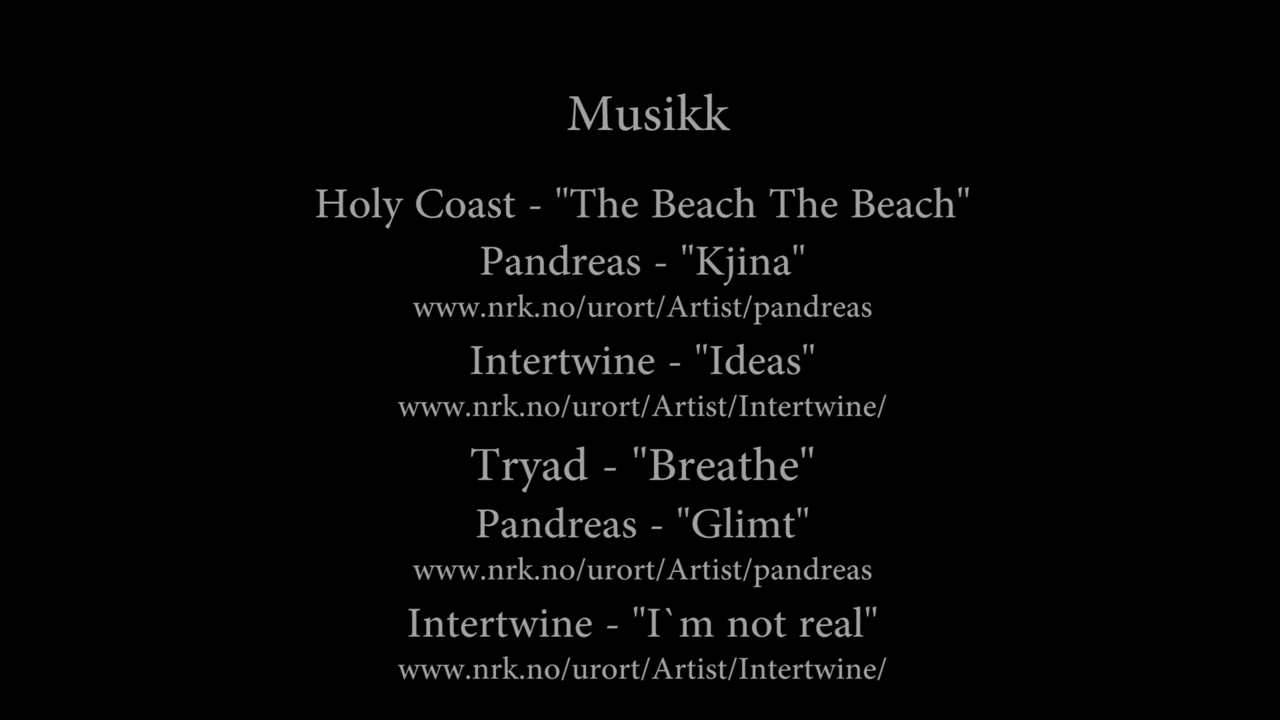 Musikk
Holy Coast - "The Beach The Beach"
Pandreas - "Kjina"
www.nrk.no/urort/Artist/pandreas
Intertwine - "Ideas"
www.nrk.no/urort/Artist/Intertwine/
Tryad - "Breathe"
Pandreas - "Glimt"
www.nrk.no/urort/Artist/pandreas
Intertwine - "I`m not real"
www.nrk.no/urort/Artist/Intertwine/